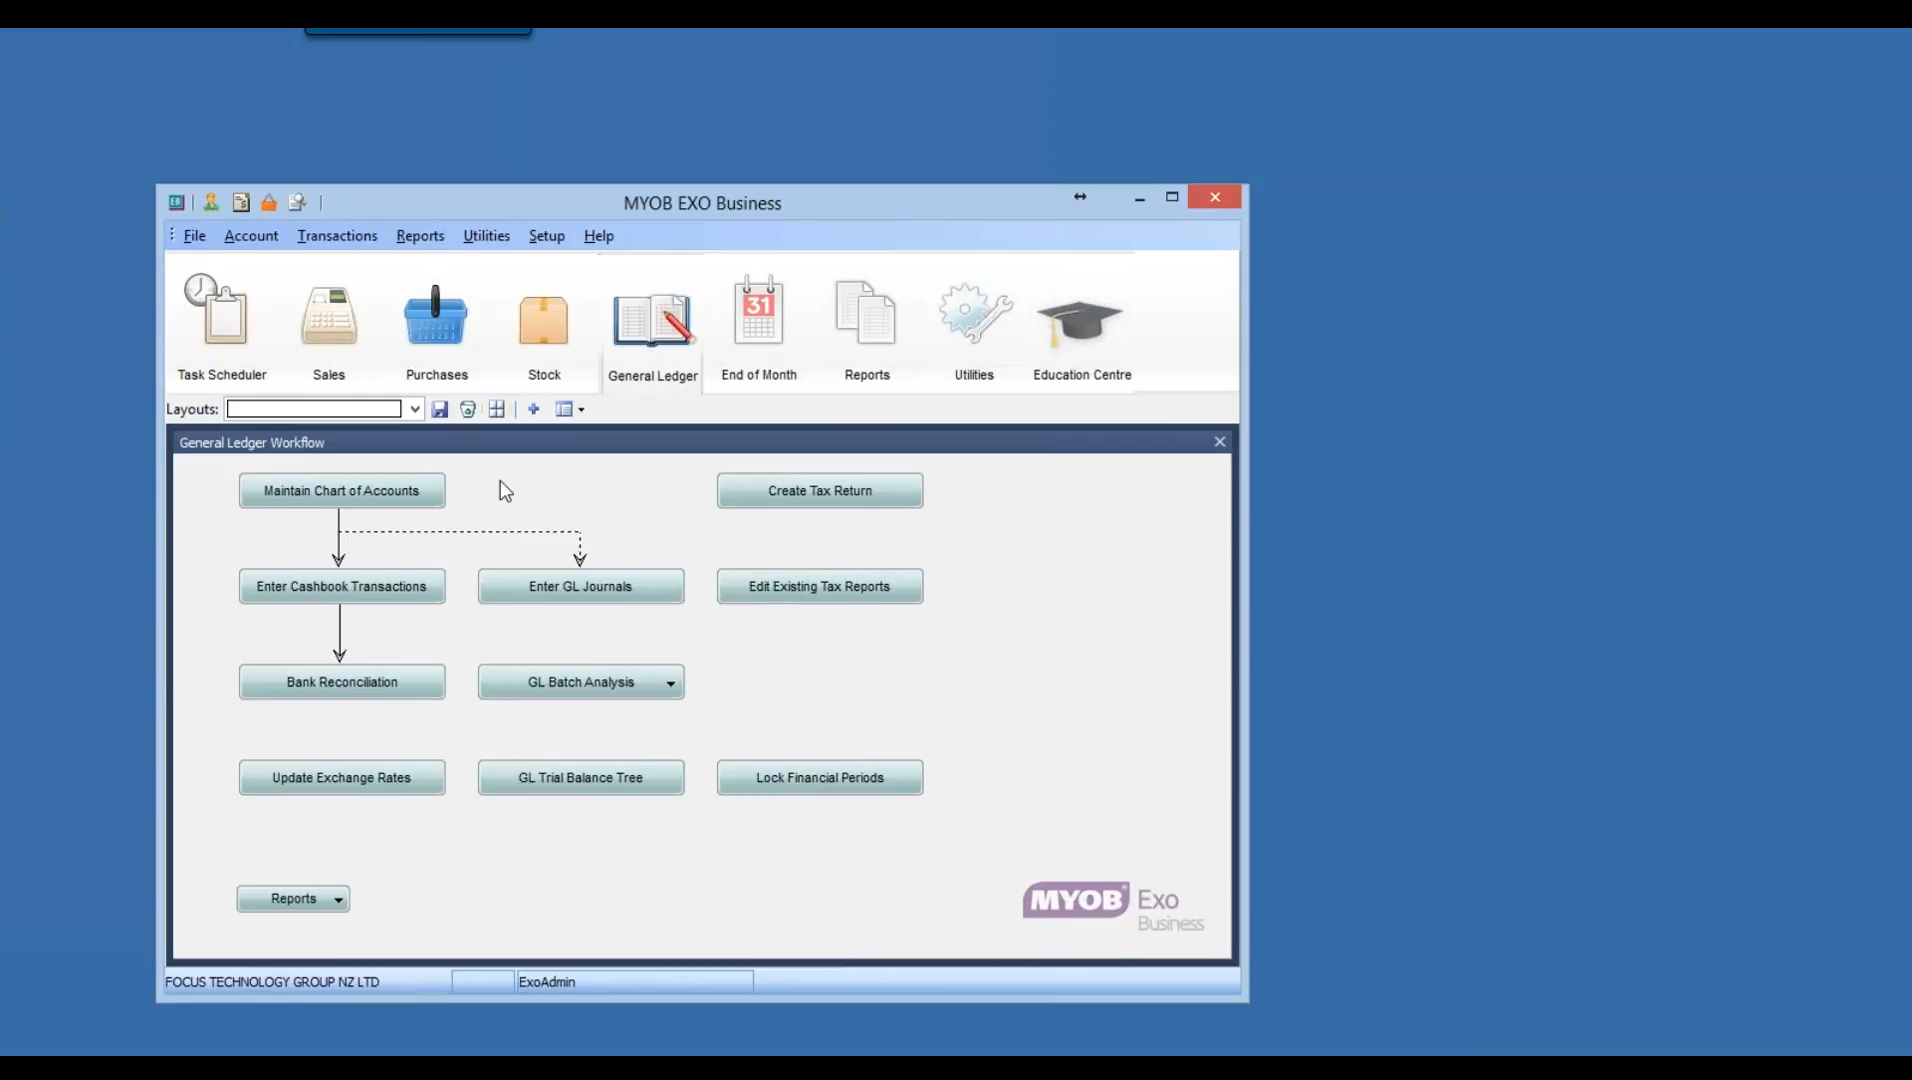 MYOB EXO Business
File Account Transactions Reports Utilities Setup Help
31
Task Scheduler Sales Purchases Stock General Ledger End of Month Reports Utilities Education Centre
Layouts:
General Ledger Workflow
Maintain Chart of Accounts Create Tax Return
Enter Cashbook Transactions Enter GL Journals Edit Existing Tax Reports
Bank Reconciliation GL Batch Analysis
Update Exchange Rates GL Trial Balance Tree Lock Financial Periods
Reports
MYOB Exo
Business
FOCUS TECHNOLOGY GROUP NZ LTD ExoAdmin